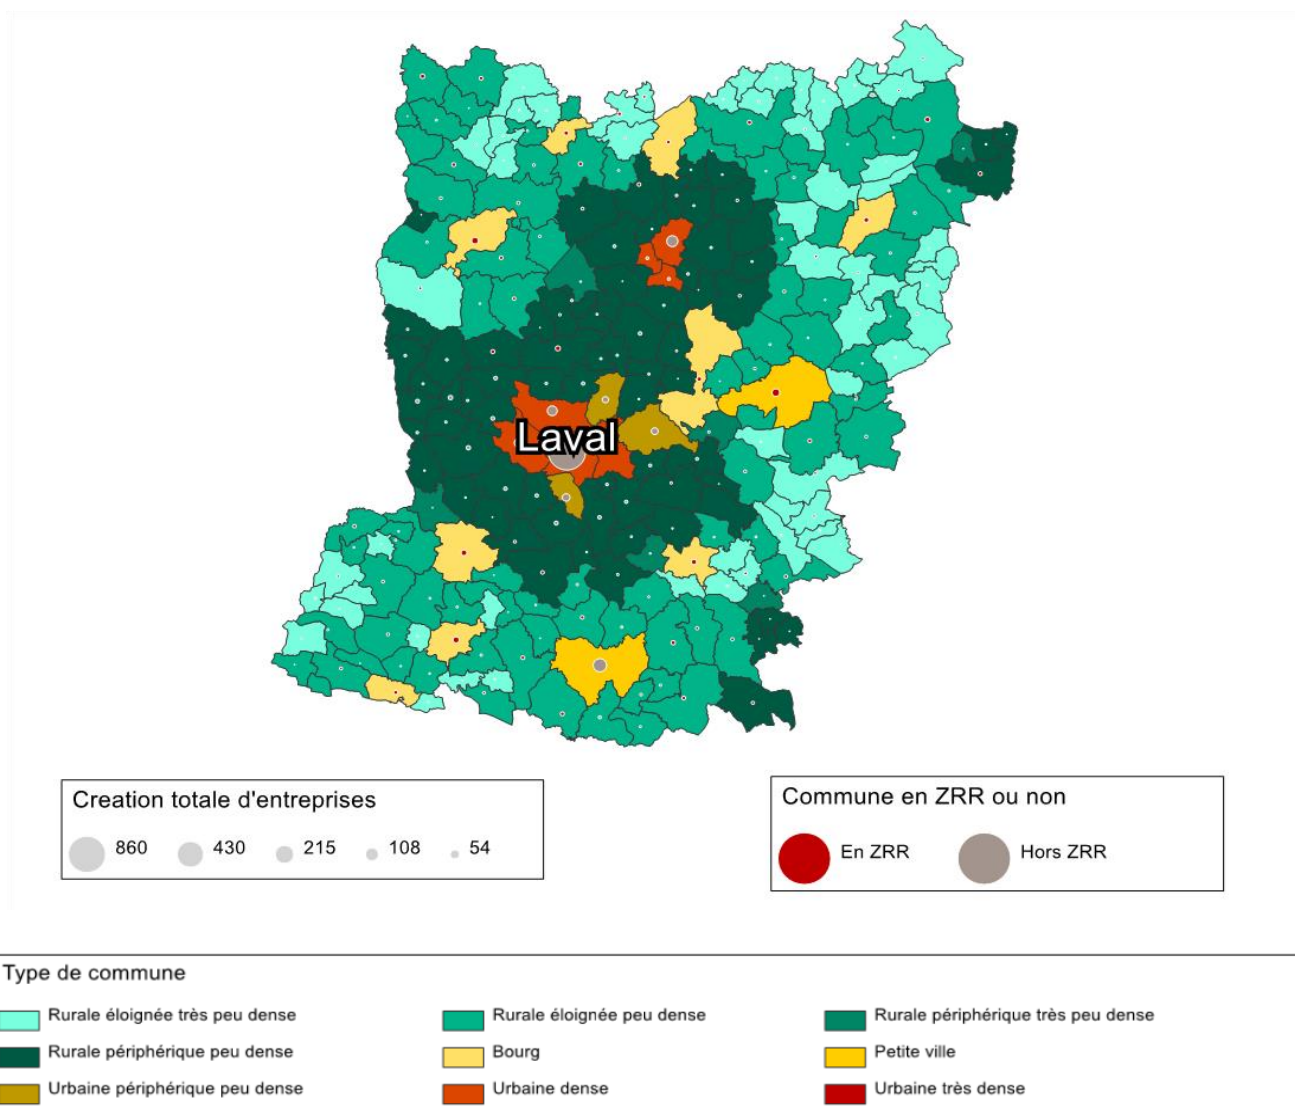 Laval
Creation totale d'entreprises
860 430 215 108 54
Commune en ZRR ou non
En ZRR Hors ZRR
Type de commune
Rurale éloignée très peu dense Rurale éloignée peu dense Rurale périphérique très peu dense
Rurale périphérique peu dense Bourg Petite ville
Urbaine périphérique peu dense Urbaine dense Urbaine très dense